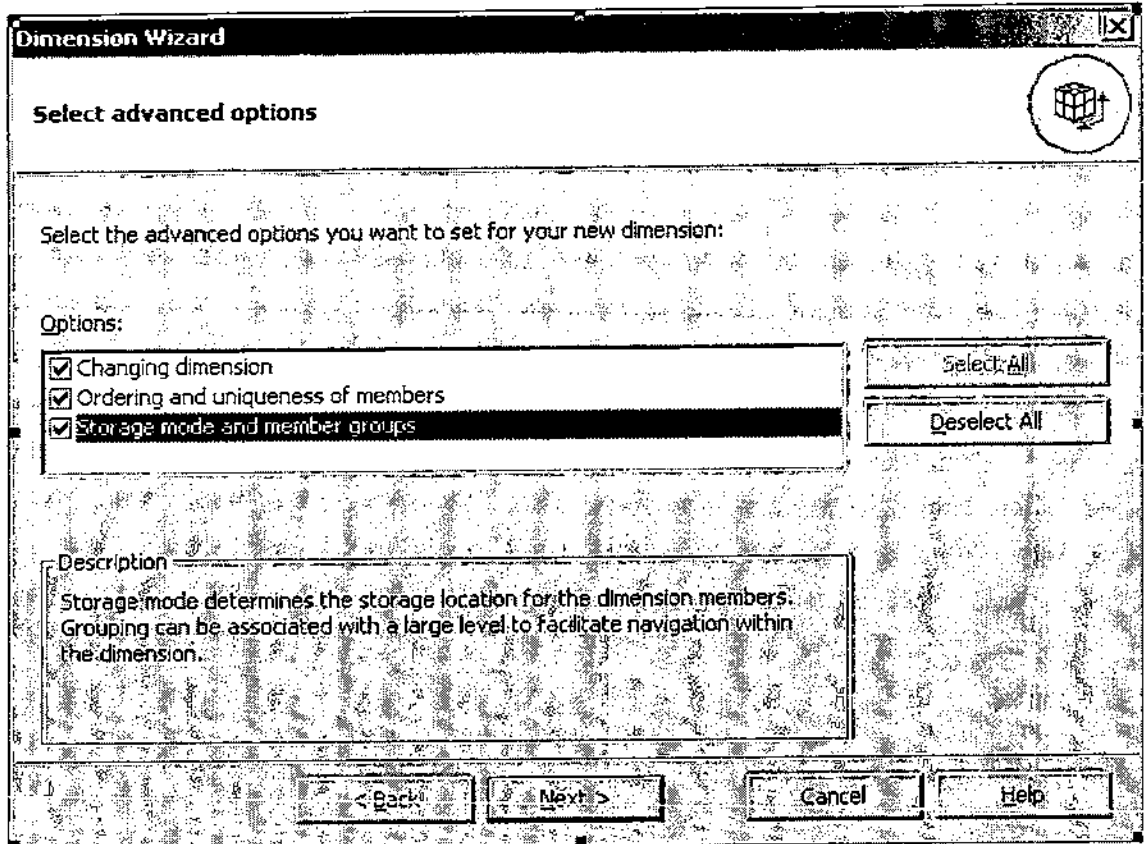 Dimension Wizard
Select advanced options
Select the advanced options you want to set for your new dimension:
Options:
Changing dimension
Ordering and uniqueness of members
Storage mode and member groups
Select All
Deselect All
Description
Storage mode determines the storage location for the dimension members.
Grouping can be associated with a large level to facilitate navigation within
the dimension.
< Back
Next >
Cancel
Help